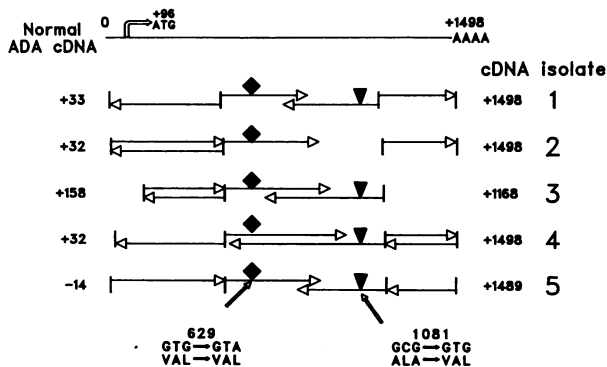 0 +96 +1498
Normal ATG
ADA cDNA AAAA
cDNA isolate
+33 +1498 1
+32 +1498 2
+158 +1168 3
+32 +1498 4
-14 +1489 5
629 1081
GTG→GTA GCG→GTG
VAL→VAL ALA→VAL